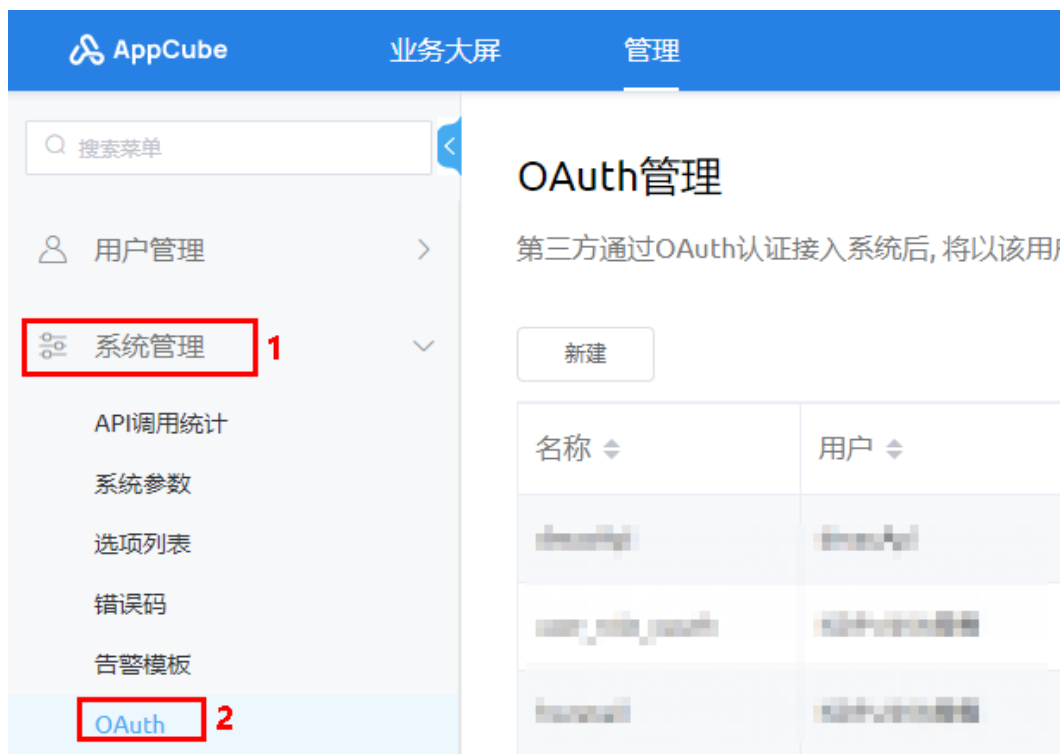 AppCube 业务大屏 管理
搜索菜单
OAuth管理
第三方通过OAuth认证接入系统后, 将以该用
用户管理
系统管理 1
新建
API调用统计
名称 用户
系统参数
选项列表
错误码
告警模板
OAuth 2